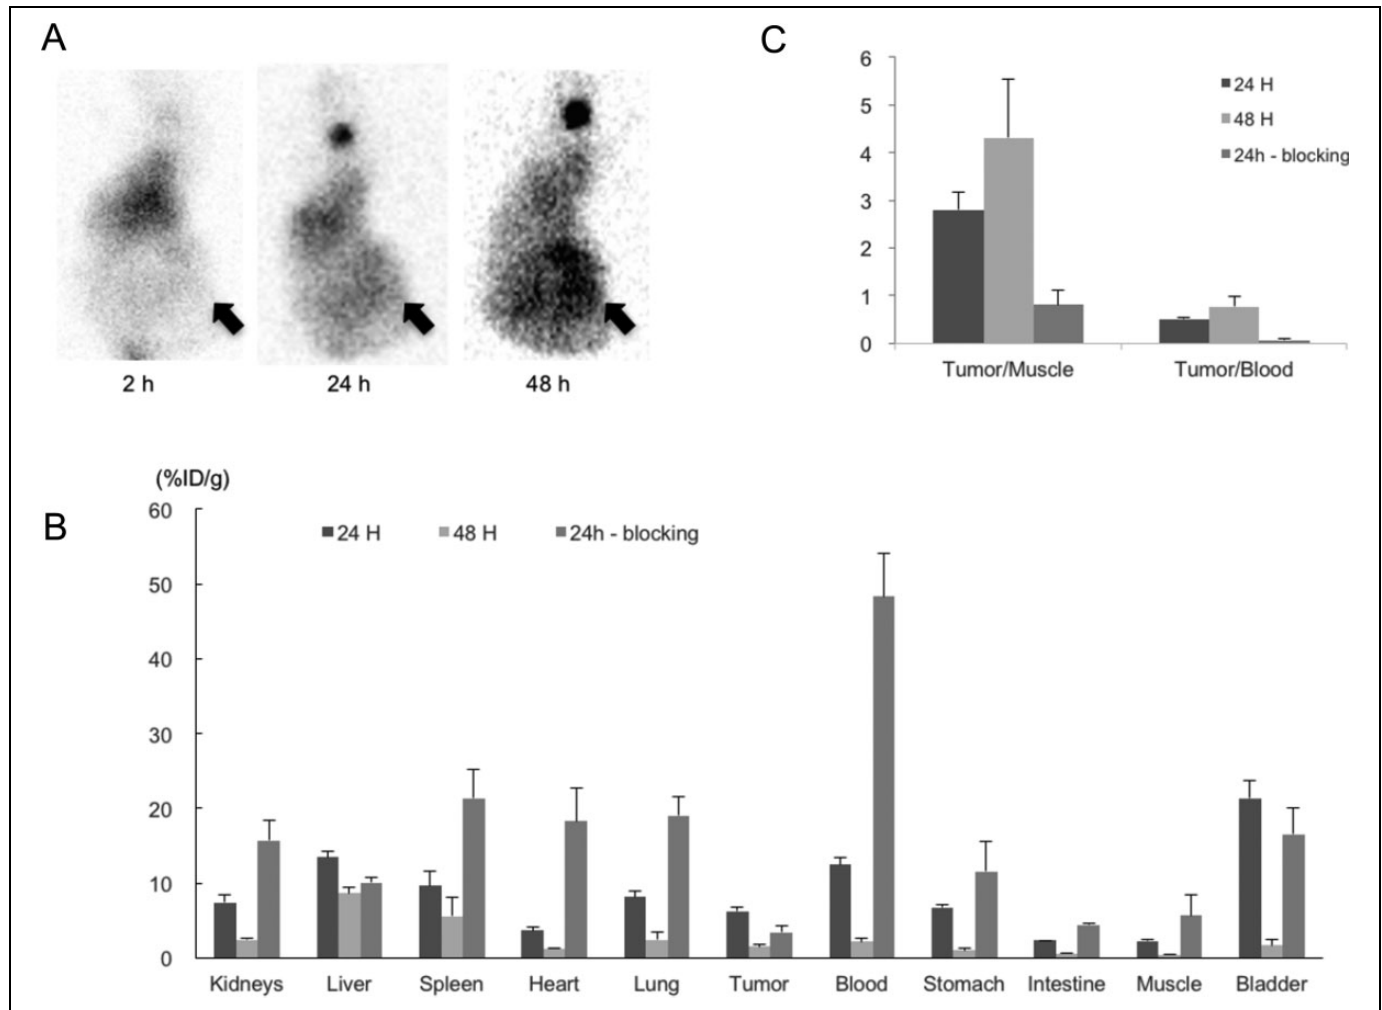 A
2 h
24 h
48 h
C
6
5
4
3
2
1
0
24 H
48 H
24h - blocking
Tumor/Muscle
Tumor/Blood
B
(%ID/g)
60
50
40
30
20
10
0
24 H
48 H
24h - blocking
Kidneys
Liver
Spleen
Heart
Lung
Tumor
Blood
Stomach
Intestine
Muscle
Bladder